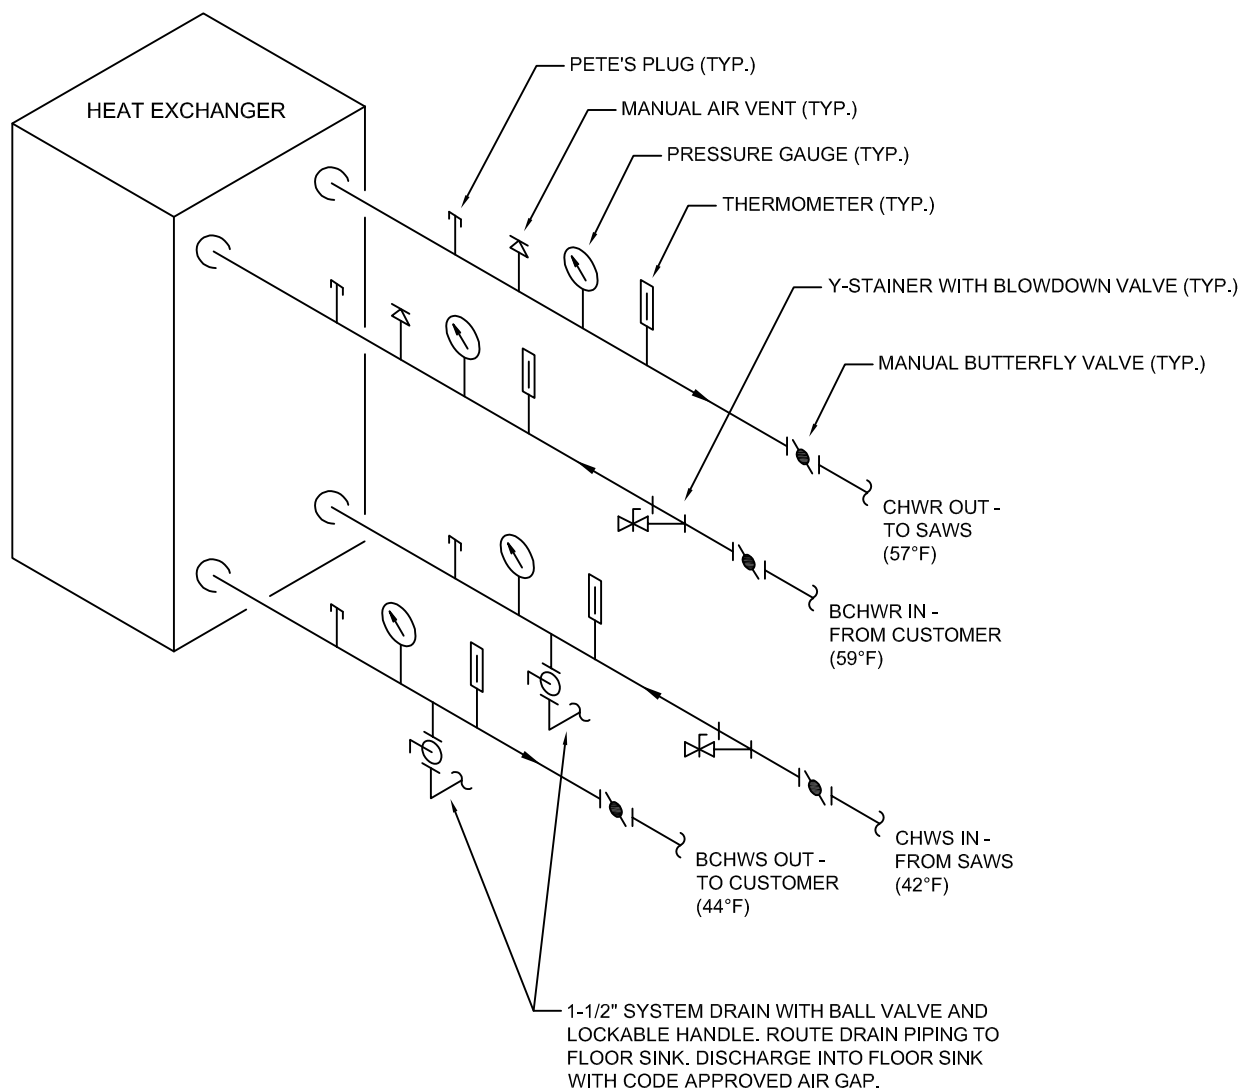 PETE'S PLUG (TYP.)
HEAT EXCHANGER
MANUAL AIR VENT (TYP.)
PRESSURE GAUGE (TYP.)
THERMOMETER (TYP.)
Y-STAINER WITH BLOWDOWN VALVE (TYP.)
MANUAL BUTTERFLY VALVE (TYP.)
CHWR OUT -
TO SAWS
(57°F)
BCHWR IN -
FROM CUSTOMER
(59°F)
CHWS IN -
FROM SAWS
(42°F)
BCHWS OUT -
TO CUSTOMER
(44°F)
1-1/2" SYSTEM DRAIN WITH BALL VALVE AND
LOCKABLE HANDLE. ROUTE DRAIN PIPING TO
FLOOR SINK. DISCHARGE INTO FLOOR SINK
WITH CODE APPROVED AIR GAP.